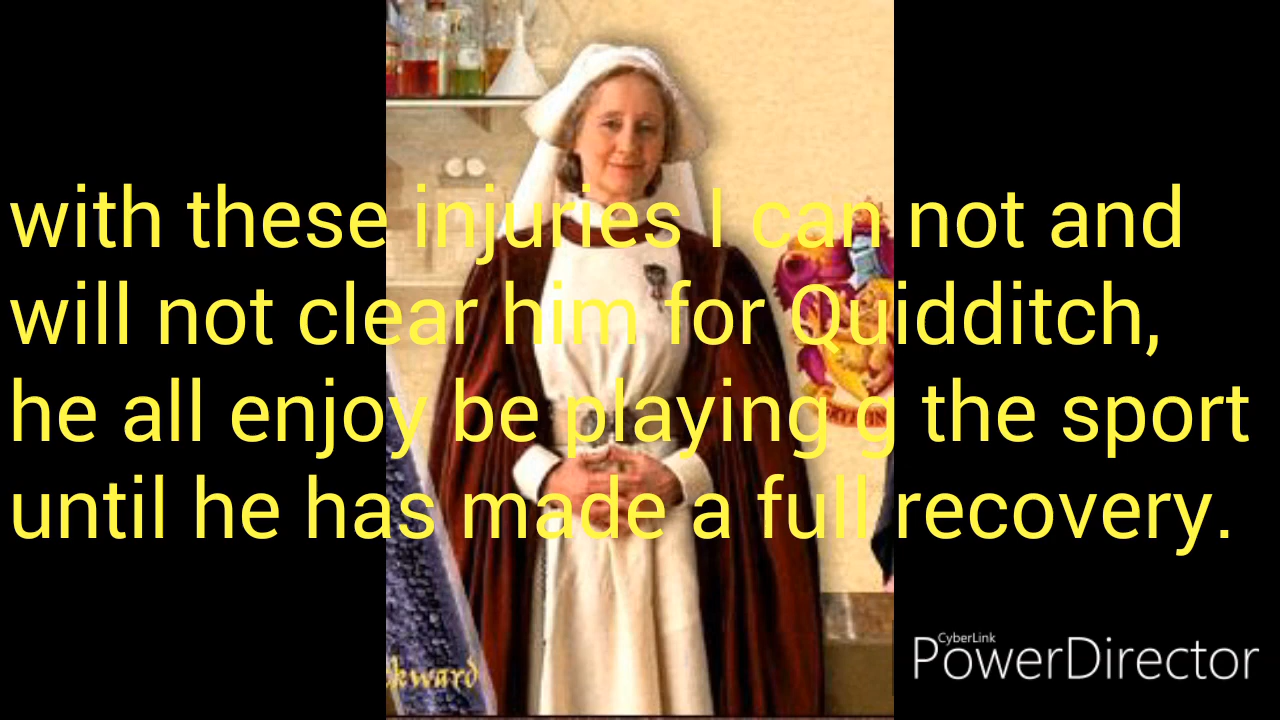 with these injuries I can not and
will not clear him for Quidditch,
he all enjoy be playing g the sport
until he has made a full recovery.
kward
CyberLink
PowerDirector